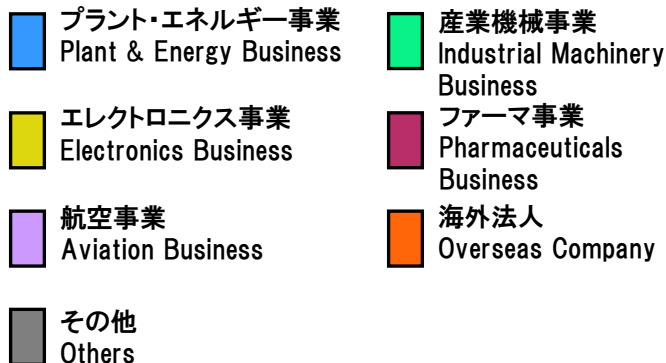 プラント・エネルギー事業
Plant & Energy Business
産業機械事業
Industrial Machinery
Business
エレクトロニクス事業
Electronics Business
ファーマ事業
Pharmaceuticals
Business
航空事業
Aviation Business
海外法人
Overseas Company
その他
Others